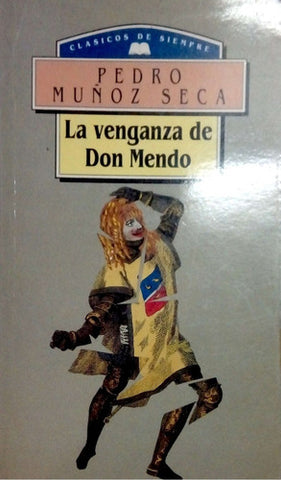 CLASICOS DE SIEMPRE
PEDRO
MUÑOZ SECA
La venganza de
Don Mendo